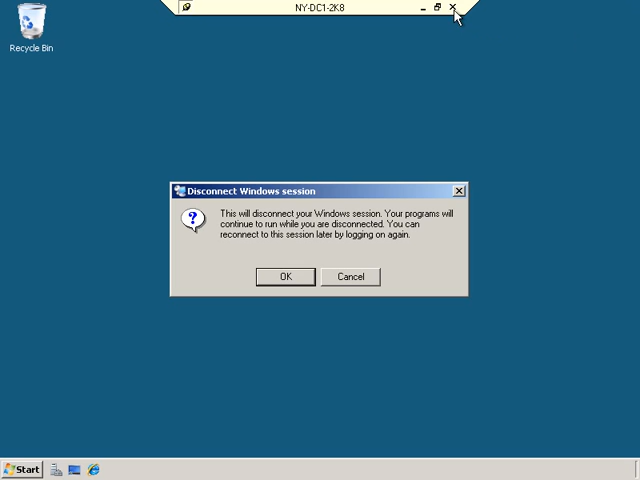 NY-DC1-2K8
Recycle Bin
Disconnect Windows session
This will disconnect your Windows session. Your programs will
continue to run while you are disconnected. You can
reconnect to this session later by logging on again.
OK Cancel
Start